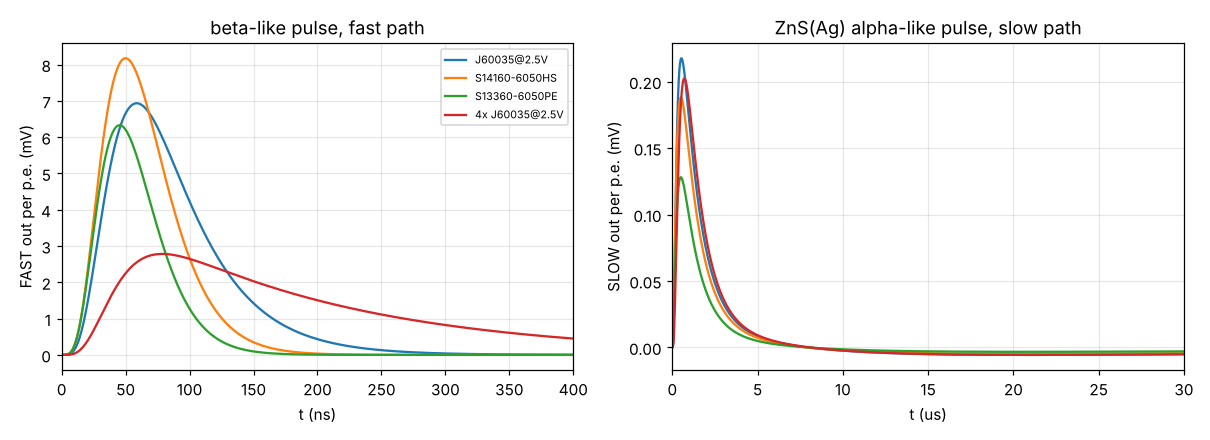 beta-like pulse, fast path
FAST out per p.e. (mV)
8
7
6
5
4
3
2
1
0
J60035@2.5V
S14160-6050HS
S13360-6050PE
4x J60035@2.5V
0 50 100 150 200 250 300 350 400
t (ns)
ZnS(Ag) alpha-like pulse, slow path
SLOW out per p.e. (mV)
0.20
0.15
0.10
0.05
0.00
0 5 10 15 20 25 30
t (us)